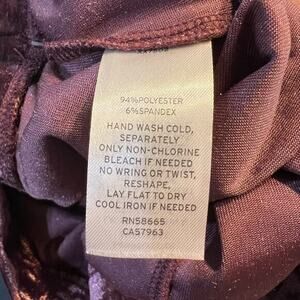 94%POLYESTER
6%SPANDEX
HAND WASH COLD,
SEPARATELY
ONLY NON-CHLORINE
BLEACH IF NEEDED
NO WRING OR TWIST,
RESHAPE,
LAY FLAT TO DRY
COOL IRON IF NEEDED
RN58665
CA57963